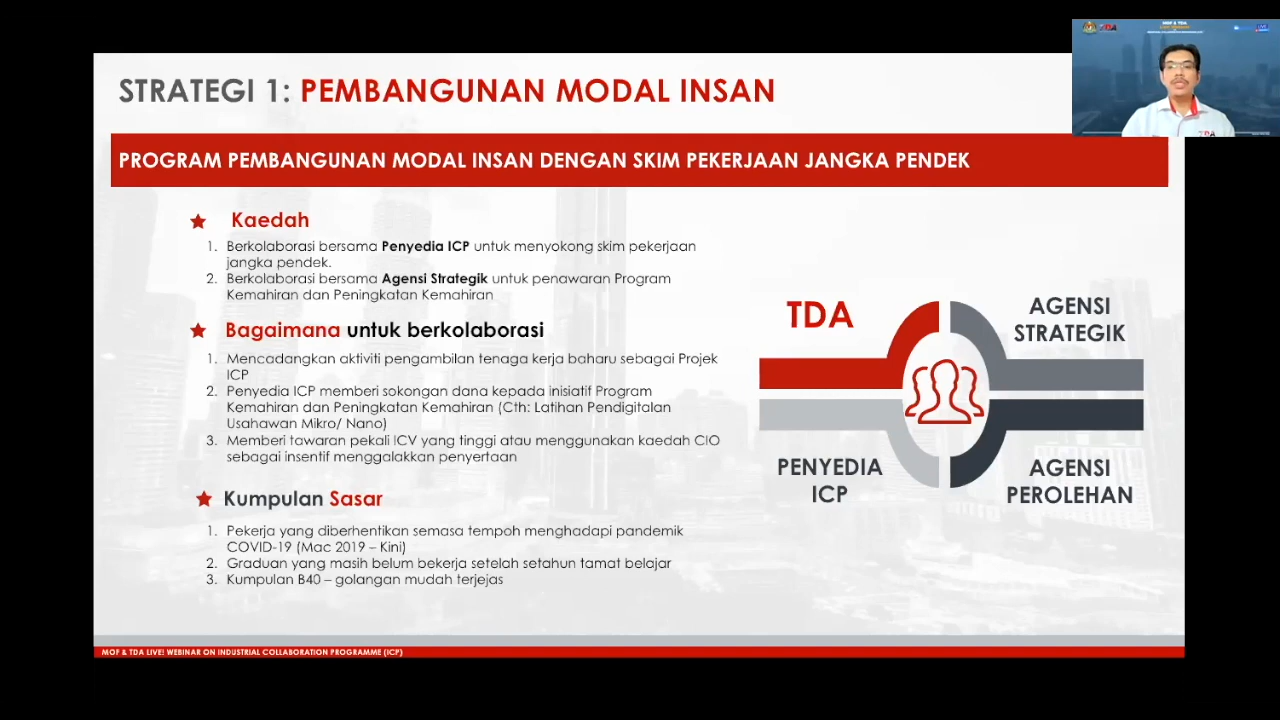 STRATEGI 1: PEMBANGUNAN MODAL INSAN
MOF & TDA
TDA
PROGRAM PEMBANGUNAN MODAL INSAN DENGAN SKIM PEKERJAAN JANGKA PENDEK
Kaedah
1. Berkolaborasi bersama Penyedia ICP untuk menyokong skim pekerjaan
jangka pendek.
2. Berkolaborasi bersama Agensi Strategik untuk penawaran Program
Kemahiran dan Peningkatan Kemahiran
Bagaimana untuk berkolaborasi
1. Mencadangkan aktiviti pengambilan tenaga kerja baharu sebagai Projek
ICP
2. Penyedia ICP memberi sokongan dana kepada inisiatif Program
Kemahiran dan Peningkatan Kemahiran (Cth: Latihan Pendigitalan
Usahawan Mikro/ Nano)
3. Memberi tawaran pekali ICV yang tinggi atau menggunakan kaedah CIO
sebagai insentif menggalakkan penyertaan
Kumpulan Sasar
1. Pekerja yang diberhentikan semasa tempoh menghadapi pandemik
COVID-19 (Mac 2019 – Kini)
2. Graduan yang masih belum bekerja setelah setahun tamat belajar
3. Kumpulan B40 – golongan mudah terjejas
TDA
AGENSI
STRATEGIK
PENYEDIA
ICP
AGENSI
PEROLEHAN
MOF & TDA LIVE! WEBINAR ON INDUSTRIAL COLLABORATION PROGRAMME (ICP)